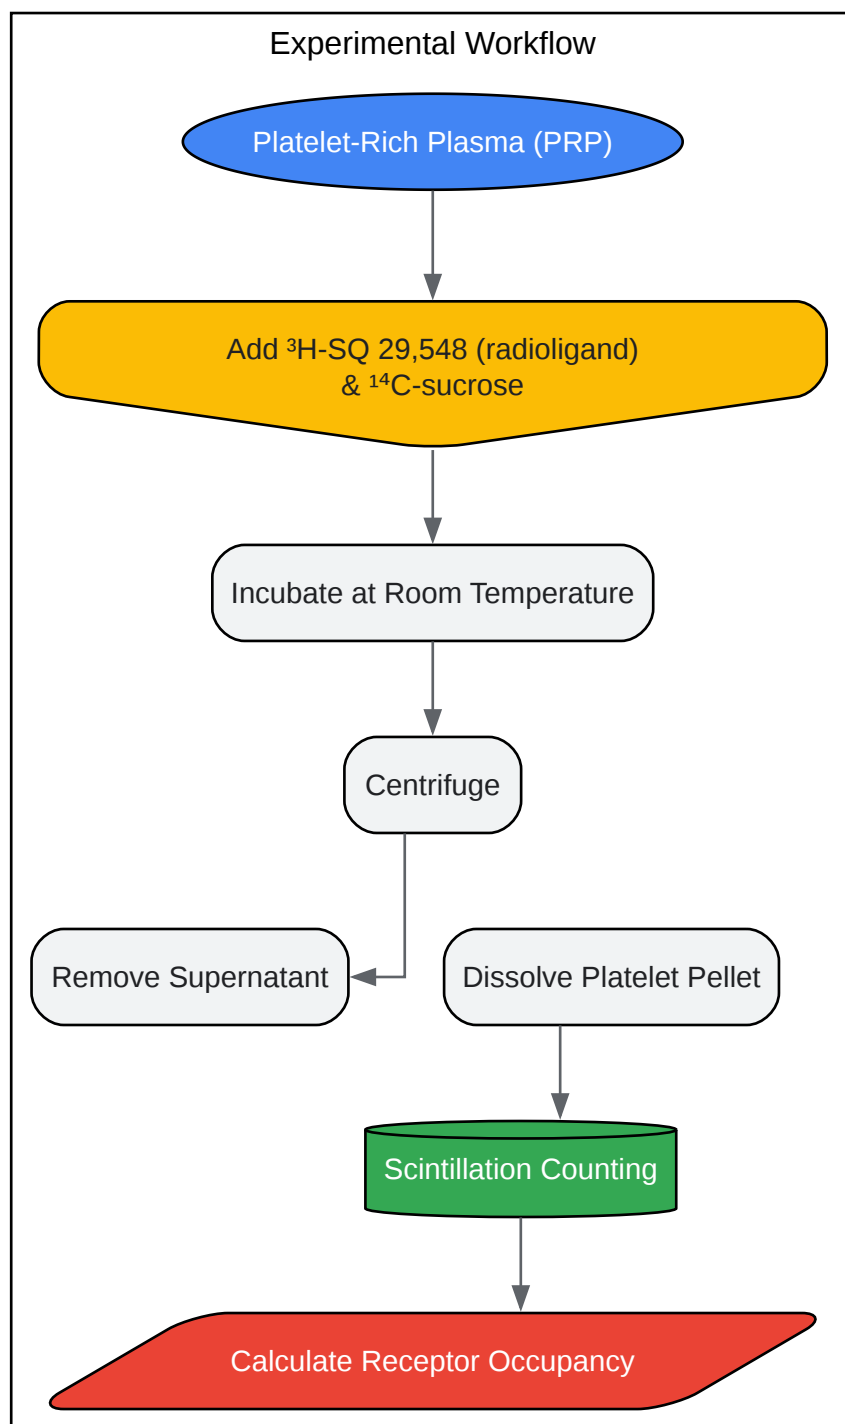 Experimental Workflow
Platelet-Rich Plasma (PRP)
Add ³H-SQ 29,548 (radioligand)
& ¹⁴C-sucrose
Incubate at Room Temperature
Centrifuge
Remove Supernatant
Dissolve Platelet Pellet
Scintillation Counting
Calculate Receptor Occupancy